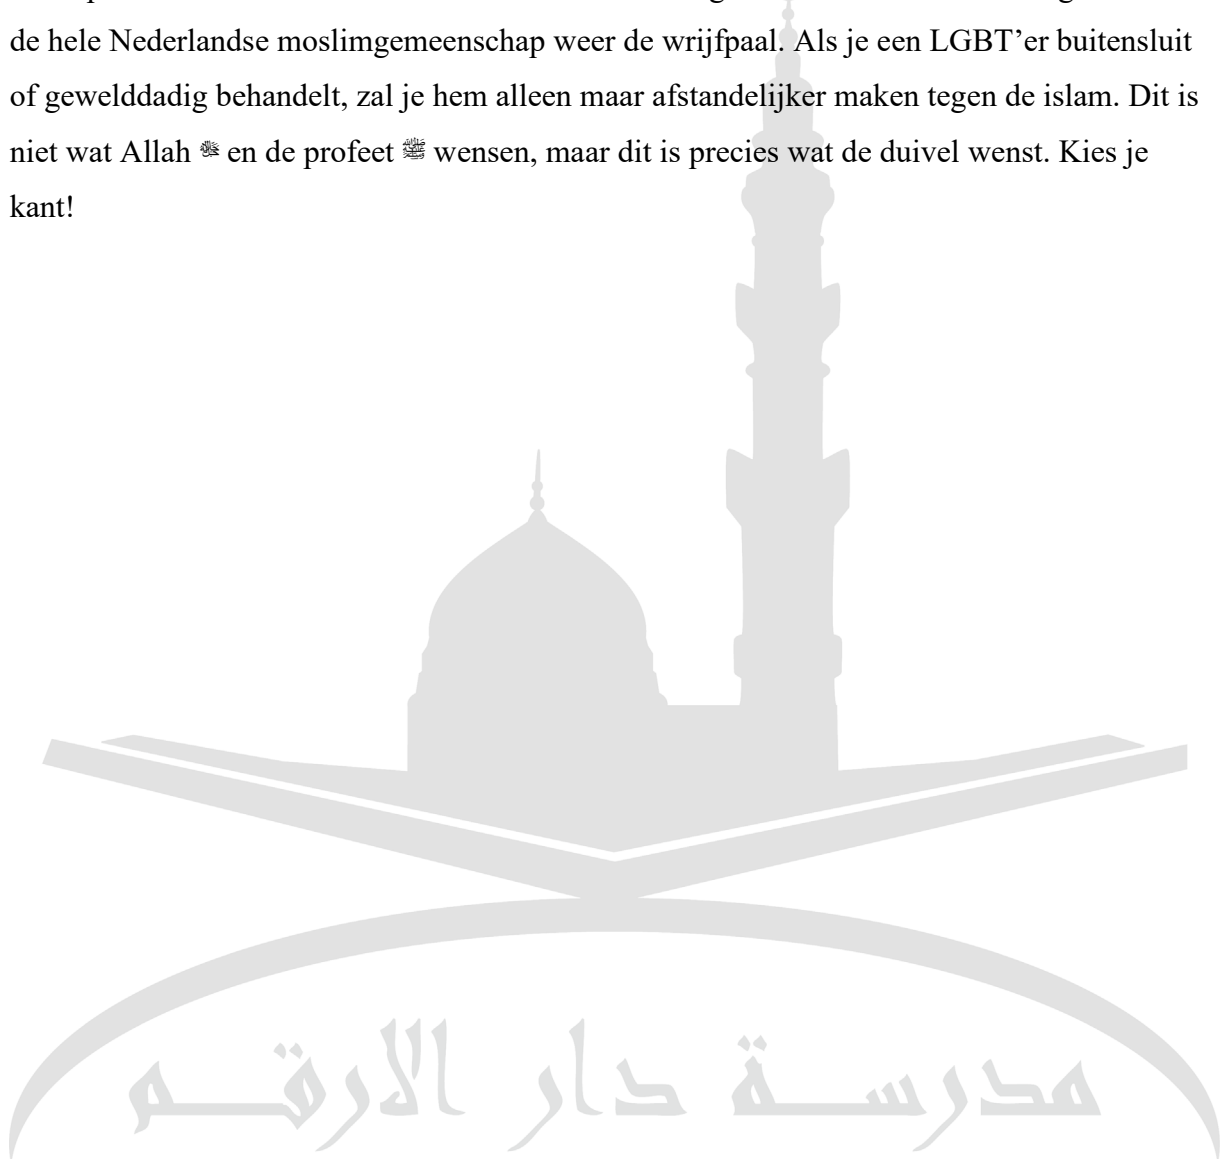 de hele Nederlandse moslimgemeenschap weer de wrijfpaal. Als je een LGBT’er buitensluit
of gewelddadig behandelt, zal je hem alleen maar afstandelijker maken tegen de islam. Dit is
niet wat Allah ﷻ en de profeet ﷺ wensen, maar dit is precies wat de duivel wenst. Kies je
kant!
مدرسة دار الارقم